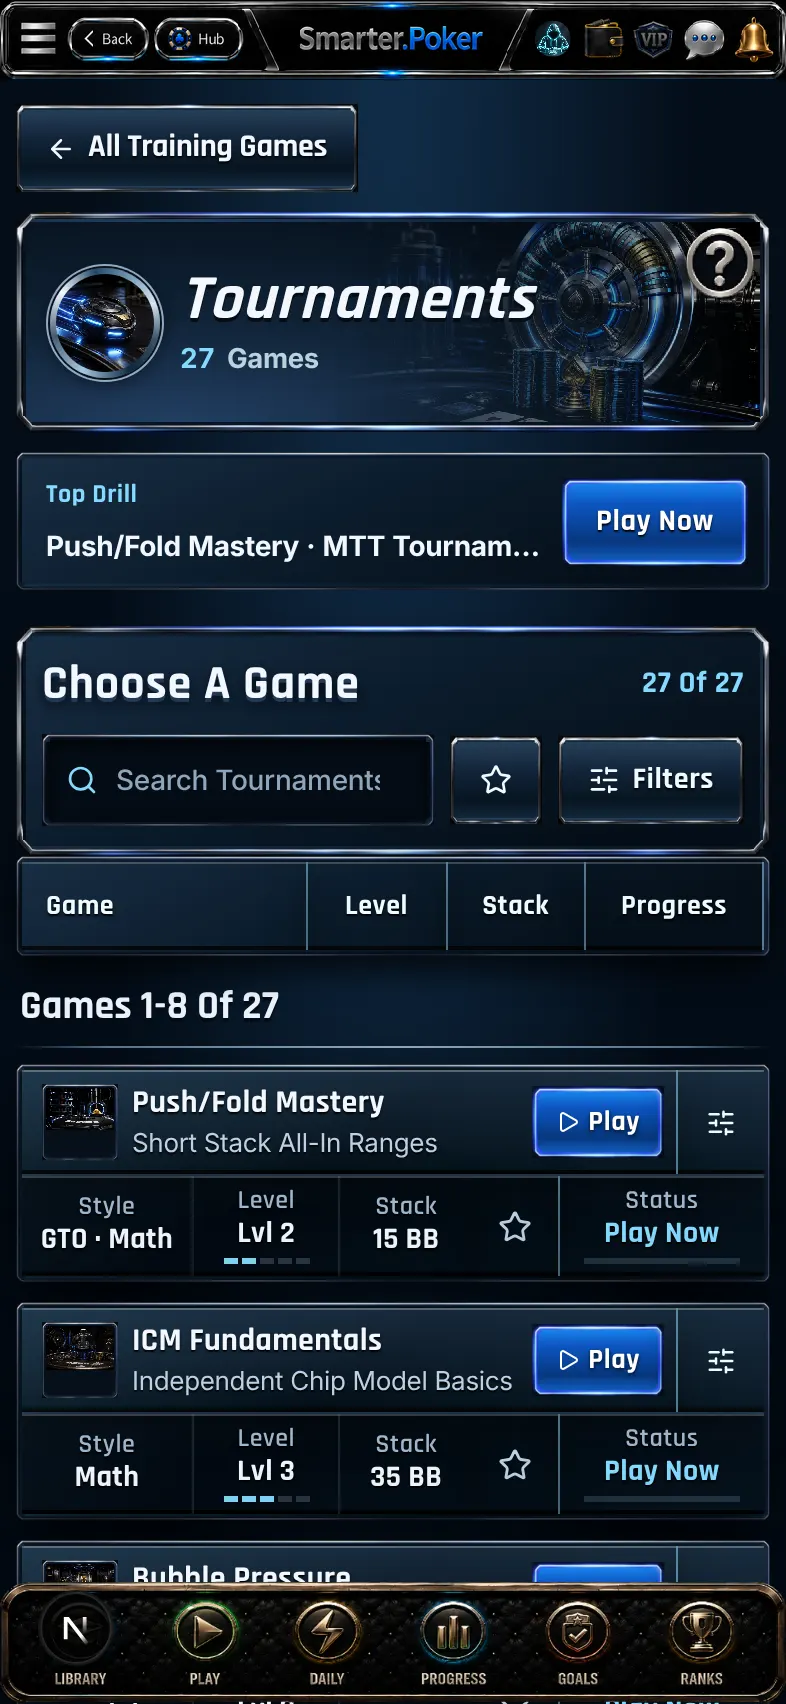 Back
Hub
Smarter.Poker
VIP
All Training Games
Tournaments
27 Games
Top Drill
Push/Fold Mastery · MTT Tournam...
Play Now
Choose A Game
27 Of 27
Search Tournaments
Filters
Game
Level
Stack
Progress
Games 1-8 Of 27
Push/Fold Mastery
Short Stack All-In Ranges
Play
Style
GTO · Math
Level
Lvl 2
Stack
15 BB
Status
Play Now
ICM Fundamentals
Independent Chip Model Basics
Play
Style
Math
Level
Lvl 3
Stack
35 BB
Status
Play Now
Bubble Pressure
N
LIBRARY
PLAY
DAILY
PROGRESS
GOALS
RANKS